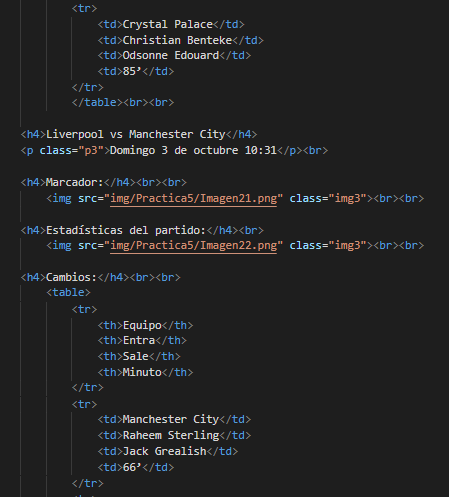 <tr>
<td>Crystal Palace</td>
<td>Christian Benteke</td>
<td>Odsonne Edouard</td>
<td>85’</td>
</tr>
</table><br><br>
<h4>Liverpool vs Manchester City</h4>
<p class="p3">Domingo 3 de octubre 10:31</p><br>
<h4>Marcador:</h4><br><br>
<img src="img/Practica5/Imagen21.png" class="img3"><br><br>
<h4>Estadísticas del partido:</h4><br>
<img src="img/Practica5/Imagen22.png" class="img3"><br><br>
<h4>Cambios:</h4><br><br>
<table>
<tr>
<th>Equipo</th>
<th>Entra</th>
<th>Sale</th>
<th>Minuto</th>
</tr>
<tr>
<td>Manchester City</td>
<td>Raheem Sterling</td>
<td>Jack Grealish</td>
<td>66’</td>
</tr>